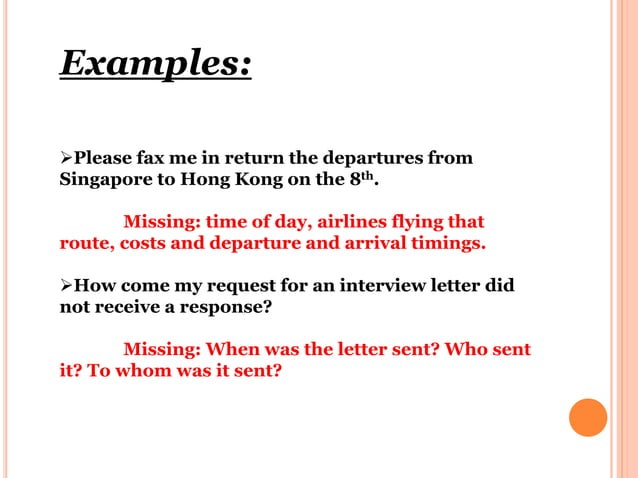 Examples:
➢Please fax me in return the departures from
Singapore to Hong Kong on the 8th.
Missing: time of day, airlines flying that
route, costs and departure and arrival timings.
➢How come my request for an interview letter did
not receive a response?
Missing: When was the letter sent? Who sent
it? To whom was it sent?